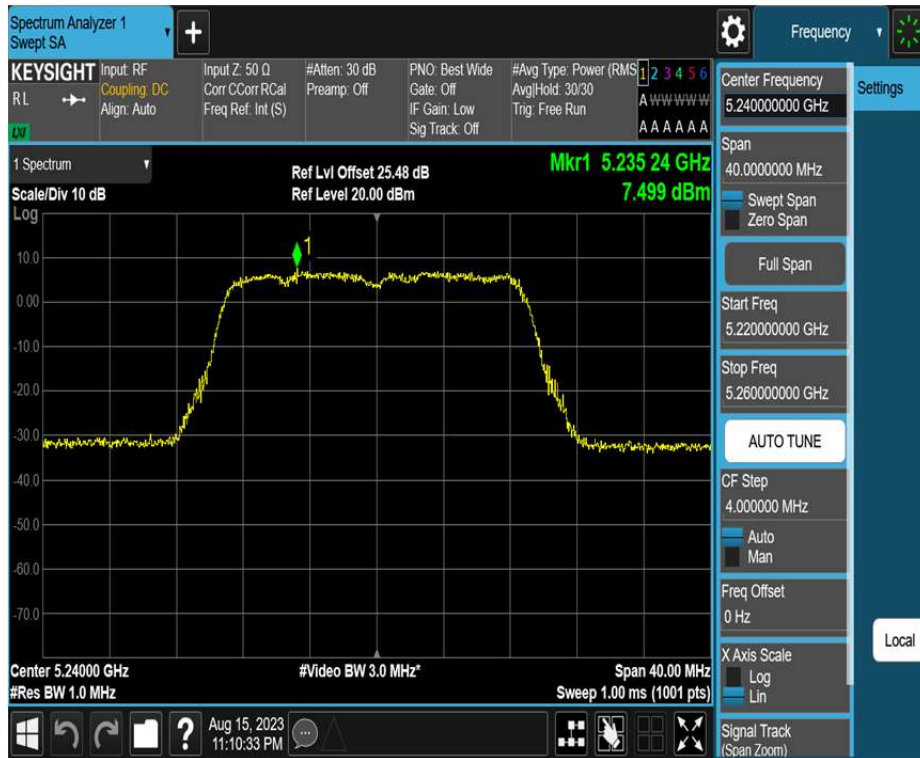 Spectrum Analyzer 1
Swept SA
+
Frequency
KEYSIGHT
RL
LXI
Input: RF
Coupling: DC
Align: Auto
Input Z: 50 Ω
Corr CCorr RCal
Freq Ref: Int (S)
#Atten: 30 dB
Preamp: Off
PNO: Best Wide
Gate: Off
IF Gain: Low
Sig Track: Off
#Avg Type: Power (RMS
Avg|Hold: 30/30
Trig: Free Run
1 2 3 4 5 6
A W W W W W
A A A A A A
1 Spectrum
Scale/Div 10 dB
Log
Ref Lvl Offset 25.48 dB
Ref Level 20.00 dBm
Mkr1 5.235 24 GHz
7.499 dBm
1
10.0
0.00
-10.0
-20.0
-30.0
-40.0
-50.0
-60.0
-70.0
Center 5.24000 GHz
#Res BW 1.0 MHz
#Video BW 3.0 MHz*
Span 40.00 MHz
Sweep 1.00 ms (1001 pts)
?
Aug 15, 2023
11:10:33 PM
Center Frequency
5.240000000 GHz
Span
40.0000000 MHz
Swept Span
Zero Span
Full Span
Start Freq
5.220000000 GHz
Stop Freq
5.260000000 GHz
AUTO TUNE
CF Step
4.000000 MHz
Auto
Man
Freq Offset
0 Hz
X Axis Scale
Log
Lin
Signal Track
(Span Zoom)
Settings
Local